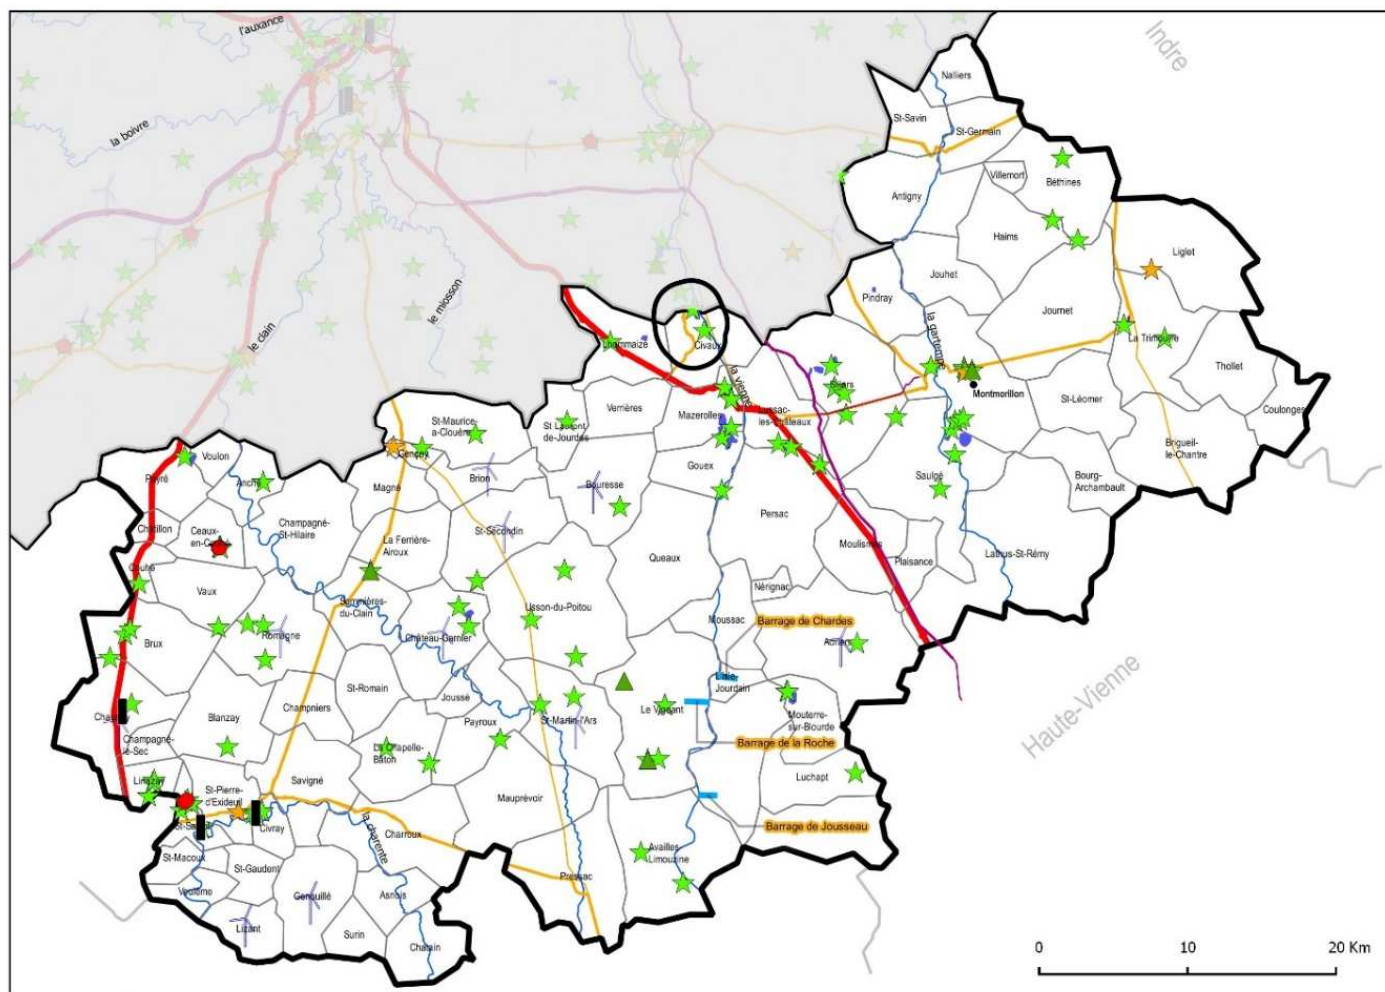 l'auxance
Indre
Nalliers
la boivre
St-Savin
St-Germain
Villemort
Béthines
Antigny
Haims
Liglet
Jouhet
le miosson
Pindray
Journet
le clain
la gartempe
Lhommaizé
Civaux
La Trimouille
Thollet
la vienne
Sillars
Montmorillon
St-Léomer
Coulonges
Verrières
Mazerolles
Lussac-
les-Châteaux
St-Maurice-
la-Clouère
St Laurent
de-Jourdes
Brigueil-
le-Chantre
Voulon
Gençay
Gouex
Payré
Anché
Magné
Brion
Bouresse
Saulgé
Bourg-
Archambault
Persac
Châtillon
Ceaux-
en-Couhé
Champagné-
St-Hilaire
St-Secondin
La Ferrière-
Airoux
Moulismes
Plaisance
Lathus-St-Rémy
Couhé
Queaux
Vaux
Nérignac
Sommières-
du-Clain
Usson-du-Poitou
Moussac
Barrage de Chardes
Romagne
Château-Garnier
Adriers
Brux
L'Isle-
Jourdain
St-Romain
Joussé
Champniers
Le Vigeant
Blanzay
Payroux
St-Martin-l'Ars
Mouterre-
sur-Blourde
Haute-Vienne
Champagné-
le-Sec
La Chapelle-
Bâton
Barrage de la Roche
Linazay
Savigné
Luchapt
St-Pierre-
d'Exideuil
Mauprévoir
Civray
la charente
Charroux
Barrage de Jousseau
St-Macoux
St-Gaudent
Availles
Limouzine
Voulême
Genouillé
Asnois
Pressac
Lizant
Surin
Chatain
0 10 20 Km